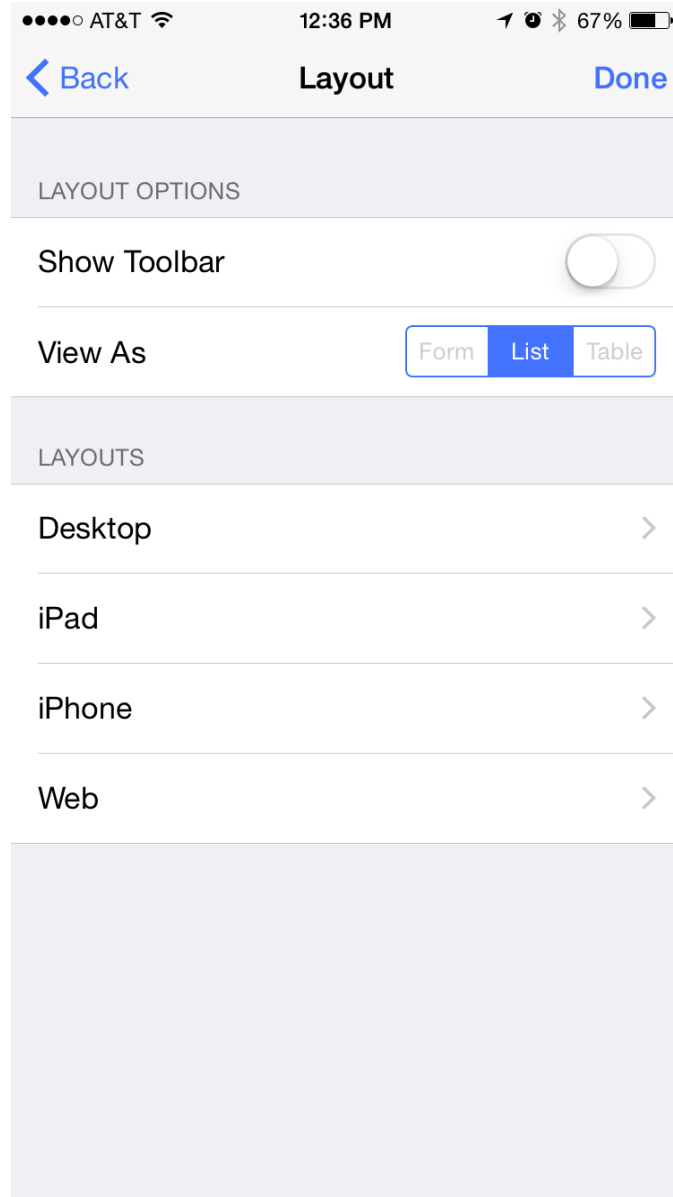 AT&T 12:36 PM 67%
Back Layout Done
LAYOUT OPTIONS
Show Toolbar
View As Form List Table
LAYOUTS
Desktop
iPad
iPhone
Web